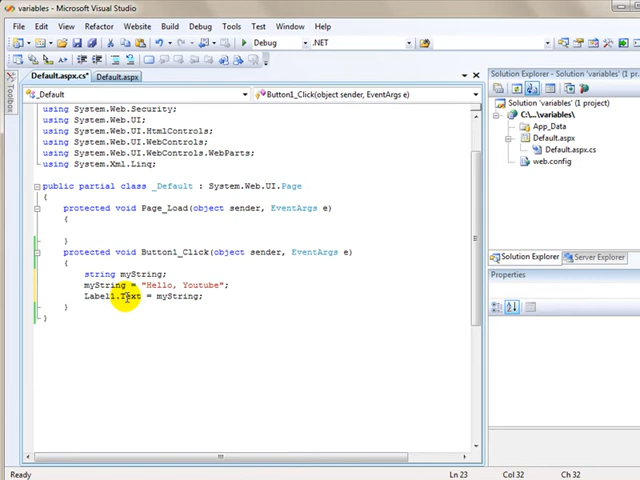 variables - Microsoft Visual Studio
File Edit View Refactor Website Build Debug Tools Test Window Help
Debug .NET
Default.aspx.cs* Default.aspx
Toolbox
_Default Button1_Click(object sender, EventArgs e)
using System.Web.Security;
using System.Web.UI;
using System.Web.UI.HtmlControls;
using System.Web.UI.WebControls;
using System.Web.UI.WebControls.WebParts;
using System.Xml.Linq;
public partial class _Default : System.Web.UI.Page
{
protected void Page_Load(object sender, EventArgs e)
{
}
protected void Button1_Click(object sender, EventArgs e)
{
string myString;
myString = "Hello, Youtube";
Label1.Text = myString;
}
}
Solution Explorer - Solution 'variables' (1 project)
Solution 'variables' (1 project)
C:\...\variables\
App_Data
Default.aspx
Default.aspx.cs
web.config
Solution Explorer Server Explorer
Properties
Ready Ln 23 Col 32 Ch 32